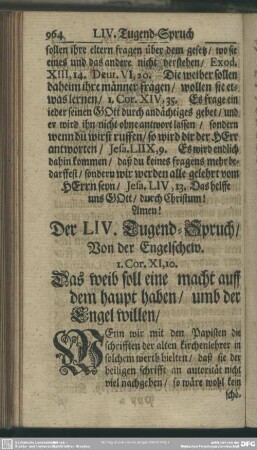 964 LIV. Tugend-Spruch
sollen ihre eltern fragen über dem gesetz/ wo sie
eines und das andere nicht verstehen/ Exod.
XIII, 14. Deut. VI, 20. Die weiber sollen
daheim ihre männer fragen/ wollen sie et-
was lernen/ 1. Cor. XIV, 35. Es frage ein
ieder seinen GOtt durch andächtiges gebet/ und
er wird ihn nicht ohne antwort lassen/ sondern
wenn du wirst ruffen/ so wird dir der HErr
antworten/ Jesa. LIIX, 9. Es wird endlich
dahin kommen/ daß du keines fragens mehr be-
darffest/ sondern wir werden alle gelehrt vom
HErrn seyn/ Jesa. LIV, 13. Das helffe
uns GOtt/ durch Christum!
Amen!
Der LIV. Tugend-Spruch/
Von der Engelschew.
1. Cor. XI, 10.
Das weib soll eine macht auff
dem haupt haben/ umb der
Engel willen/
WEnn wir mit den Papisten die
schrifften der alten kirchenlehrer in
solchem werth hielten/ daß sie der
heiligen schrifft an autorität nicht
viel nachgeben/ so wäre wohl kein
schö-